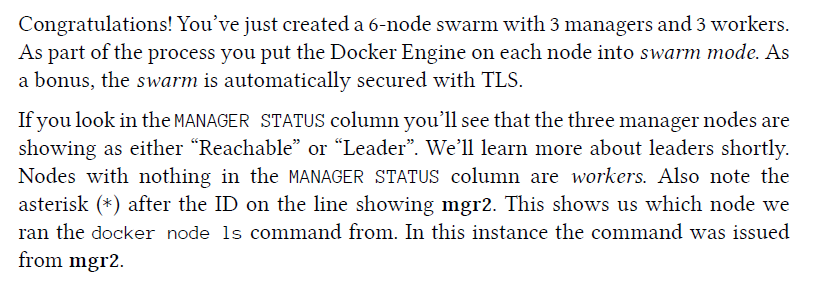 Congratulations! You’ve just created a 6-node swarm with 3 managers and 3 workers.
As part of the process you put the Docker Engine on each node into swarm mode. As
a bonus, the swarm is automatically secured with TLS.
If you look in the MANAGER STATUS column you’ll see that the three manager nodes are
showing as either “Reachable” or “Leader”. We’ll learn more about leaders shortly.
Nodes with nothing in the MANAGER STATUS column are workers. Also note the
asterisk (*) after the ID on the line showing mgr2. This shows us which node we
ran the docker node ls command from. In this instance the command was issued
from mgr2.